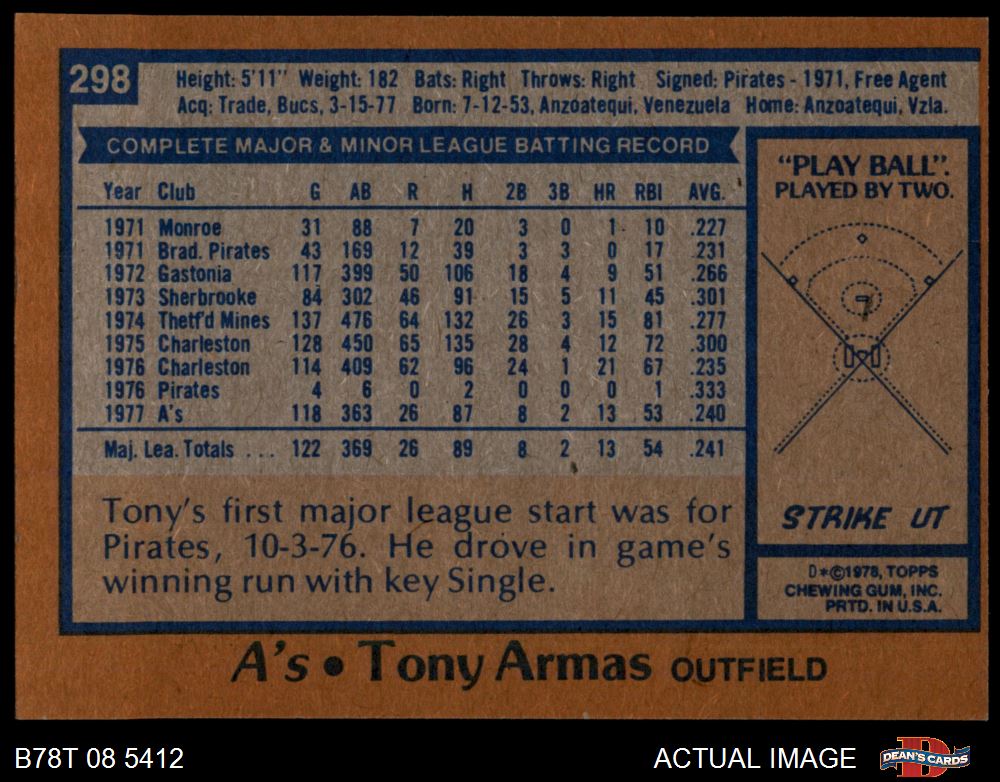 298
Height: 5'11" Weight: 182 Bats: Right Throws: Right Signed: Pirates - 1971, Free Agent
Acq: Trade, Bucs, 3-15-77 Born: 7-12-53, Anzoatequi, Venezuela Home: Anzoatequi, Vzla.
COMPLETE MAJOR & MINOR LEAGUE BATTING RECORD
Year Club G AB R H 2B 3B HR RBI AVG.
1971 Monroe 31 88 7 20 3 0 1 10 .227
1971 Brad. Pirates 43 169 12 39 3 3 0 17 .231
1972 Gastonia 117 399 50 106 18 4 9 51 .266
1973 Sherbrooke 84 302 46 91 15 5 11 45 .301
1974 Thetf'd Mines 137 476 64 132 26 3 15 81 .277
1975 Charleston 128 450 65 135 28 4 12 72 .300
1976 Charleston 114 409 62 96 24 1 21 67 .235
1976 Pirates 4 6 0 2 0 0 0 1 .333
1977 A's 118 363 26 87 8 2 13 53 .240
Maj. Lea. Totals . . . 122 369 26 89 8 2 13 54 .241
Tony's first major league start was for
Pirates, 10-3-76. He drove in game's
winning run with key Single.
"PLAY BALL".
PLAYED BY TWO.
STRIKE UT
D*©1978, TOPPS
CHEWING GUM, INC.
PRTD. IN U.S.A.
A's • Tony Armas OUTFIELD
B78T 08 5412
ACTUAL IMAGE
DEAN'S CARDS